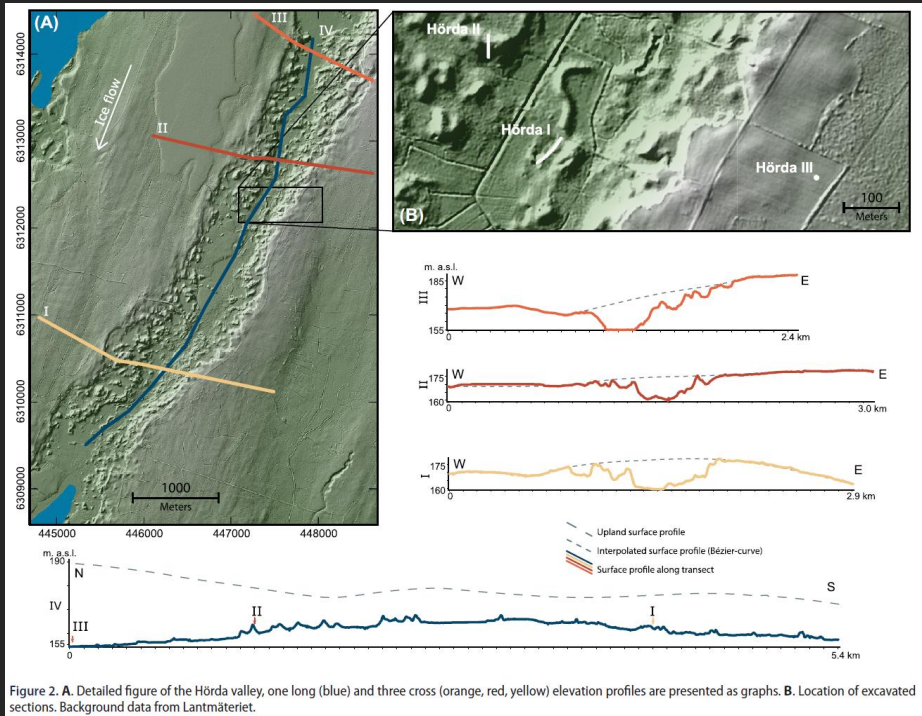 (A)
III
IV
Ice flow
II
I
6314000
6313000
6312000
6311000
6310000
6309000
1000
Meters
445000
446000
447000
448000
Hörda II
Hörda I
Hörda III
(B)
100
Meters
m. a.s.l.
185
W
E
III
155
0
2.4 km
II
175
W
E
160
0
3.0 km
I
175
W
E
160
0
2.9 km
Upland surface profile
Interpolated surface profile (Bézier-curve)
Surface profile along transect
m. a.s.l.
190
N
S
IV
III
II
I
155
0
5.4 km
Figure 2. A. Detailed figure of the Hörda valley, one long (blue) and three cross (orange, red, yellow) elevation profiles are presented as graphs. B. Location of excavated
sections. Background data from Lantmäteriet.